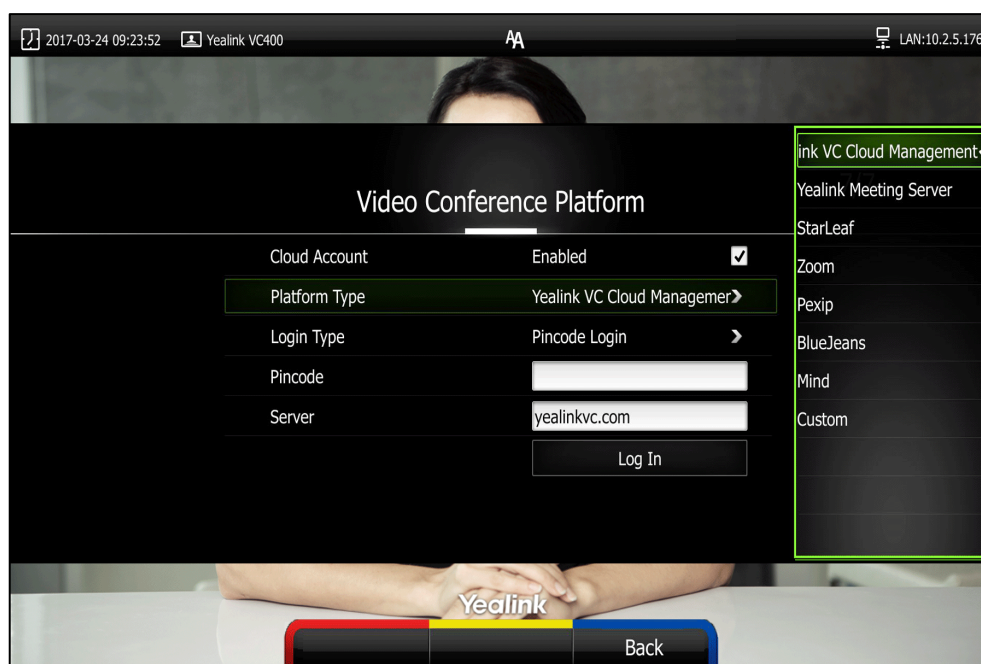 2017-03-24 09:23:52 Yealink VC400 AA LAN:10.2.5.176
Video Conference Platform
Cloud Account Enabled
Platform Type Yealink VC Cloud Managemer
Login Type Pincode Login
Pincode
Server yealinkvc.com
Log In
ink VC Cloud Management
Yealink Meeting Server
StarLeaf
Zoom
Pexip
BlueJeans
Mind
Custom
Yealink
Back